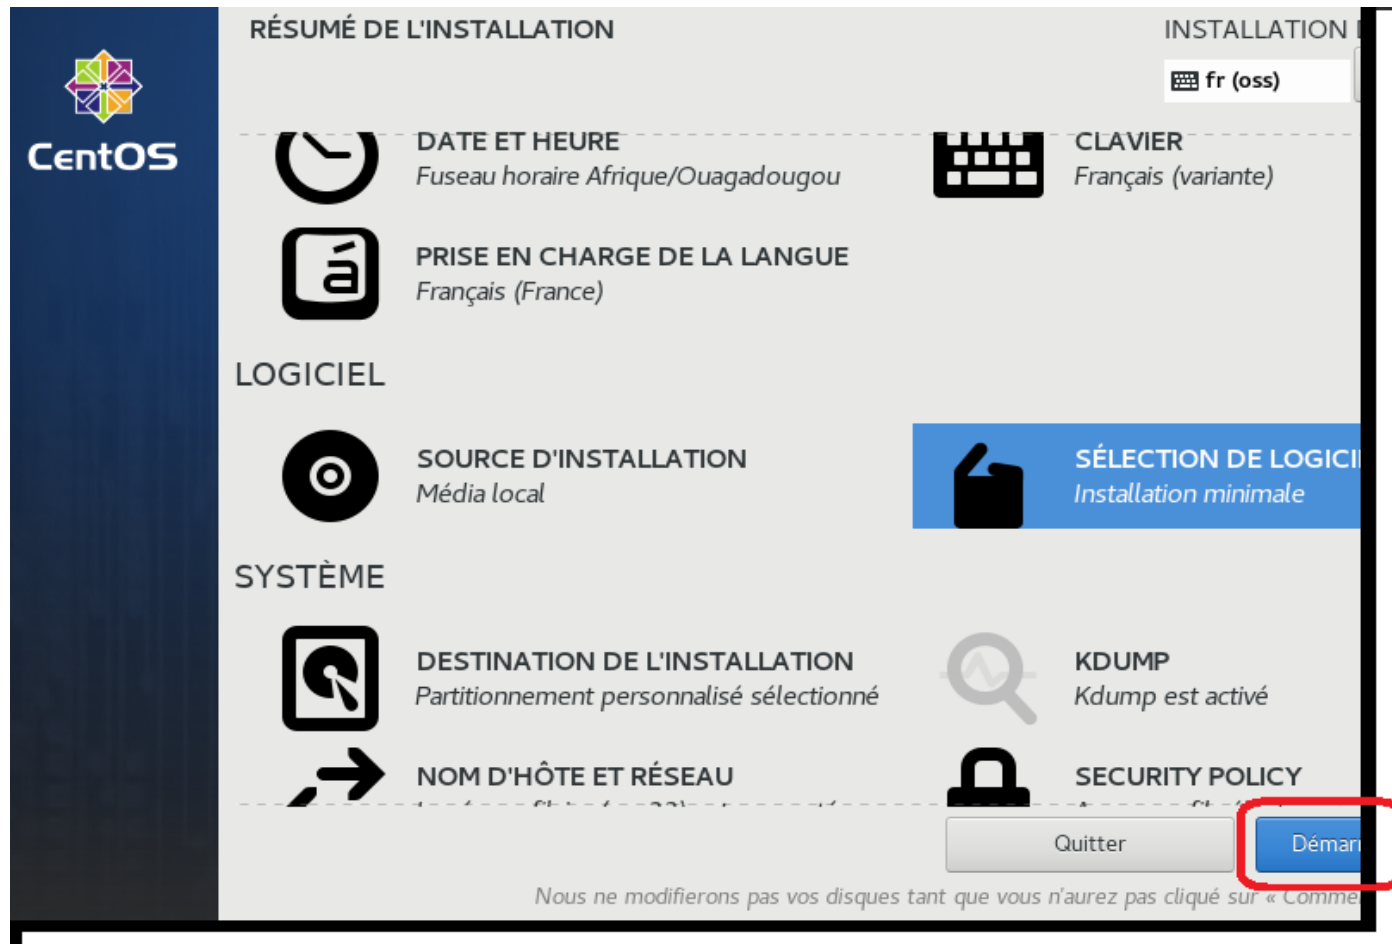 RÉSUMÉ DE L'INSTALLATION
INSTALLATION
fr (oss)
CentOS
DATE ET HEURE
Fuseau horaire Afrique/Ouagadougou
CLAVIER
Français (variante)
á
PRISE EN CHARGE DE LA LANGUE
Français (France)
LOGICIEL
SOURCE D'INSTALLATION
Média local
SÉLECTION DE LOGICI
Installation minimale
SYSTÈME
DESTINATION DE L'INSTALLATION
Partitionnement personnalisé sélectionné
KDUMP
Kdump est activé
NOM D'HÔTE ET RÉSEAU
SECURITY POLICY
Quitter
Démar
Nous ne modifierons pas vos disques tant que vous n'aurez pas cliqué sur « Comme